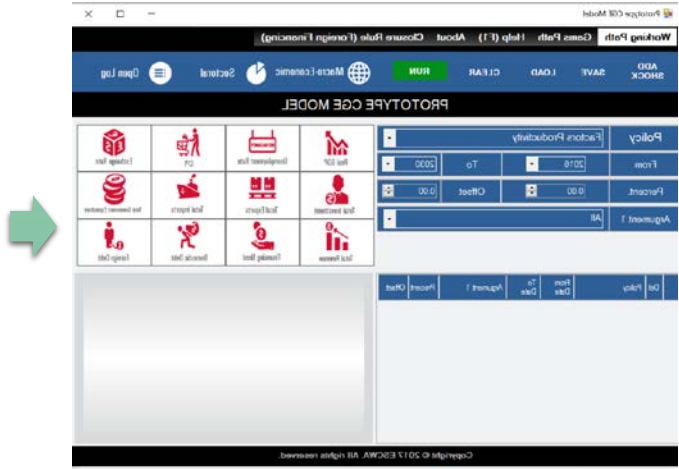 Prototype CGE Model
Working Path Gams Path Help (F1) About Closure Rule (Foreign Financing)
ADD SHOCK SAVE LOAD CLEAR RUN Macro-Economic Sectoral Open Log
PROTOTYPE CGE MODEL
Policy Factors Productivity
From 2016 To 2030
Percent. 0.00 Offset 0.00
Argument 1 All
Real GDP Unemployment Rate CPI Exchange Rate
Total Investment Total Exports Total Imports
Total Revenue Financing Need Domestic Debt Foreign Debt
Del Policy From Date To Date Argument 1 Percent Offset
Copyright © 2017 ESCWA. All rights reserved.